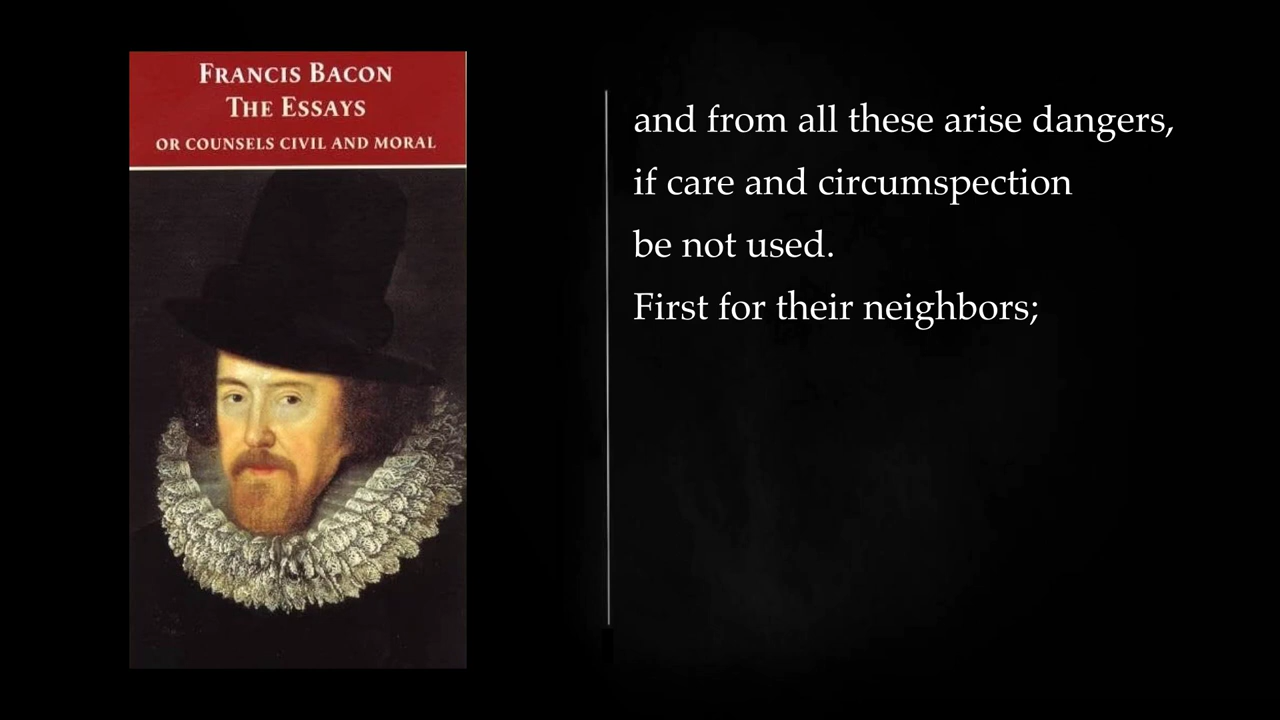 FRANCIS BACON
THE ESSAYS
OR COUNSELS CIVIL AND MORAL
and from all these arise dangers,
if care and circumspection
be not used.
First for their neighbors;